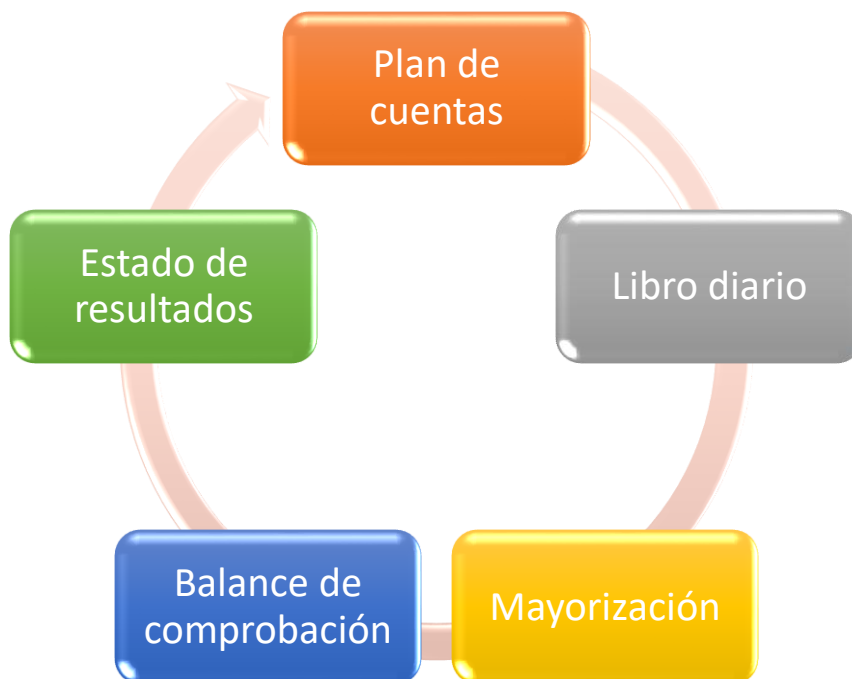 Plan de
cuentas
Libro diario
Mayorización
Balance de
comprobación
Estado de
resultados